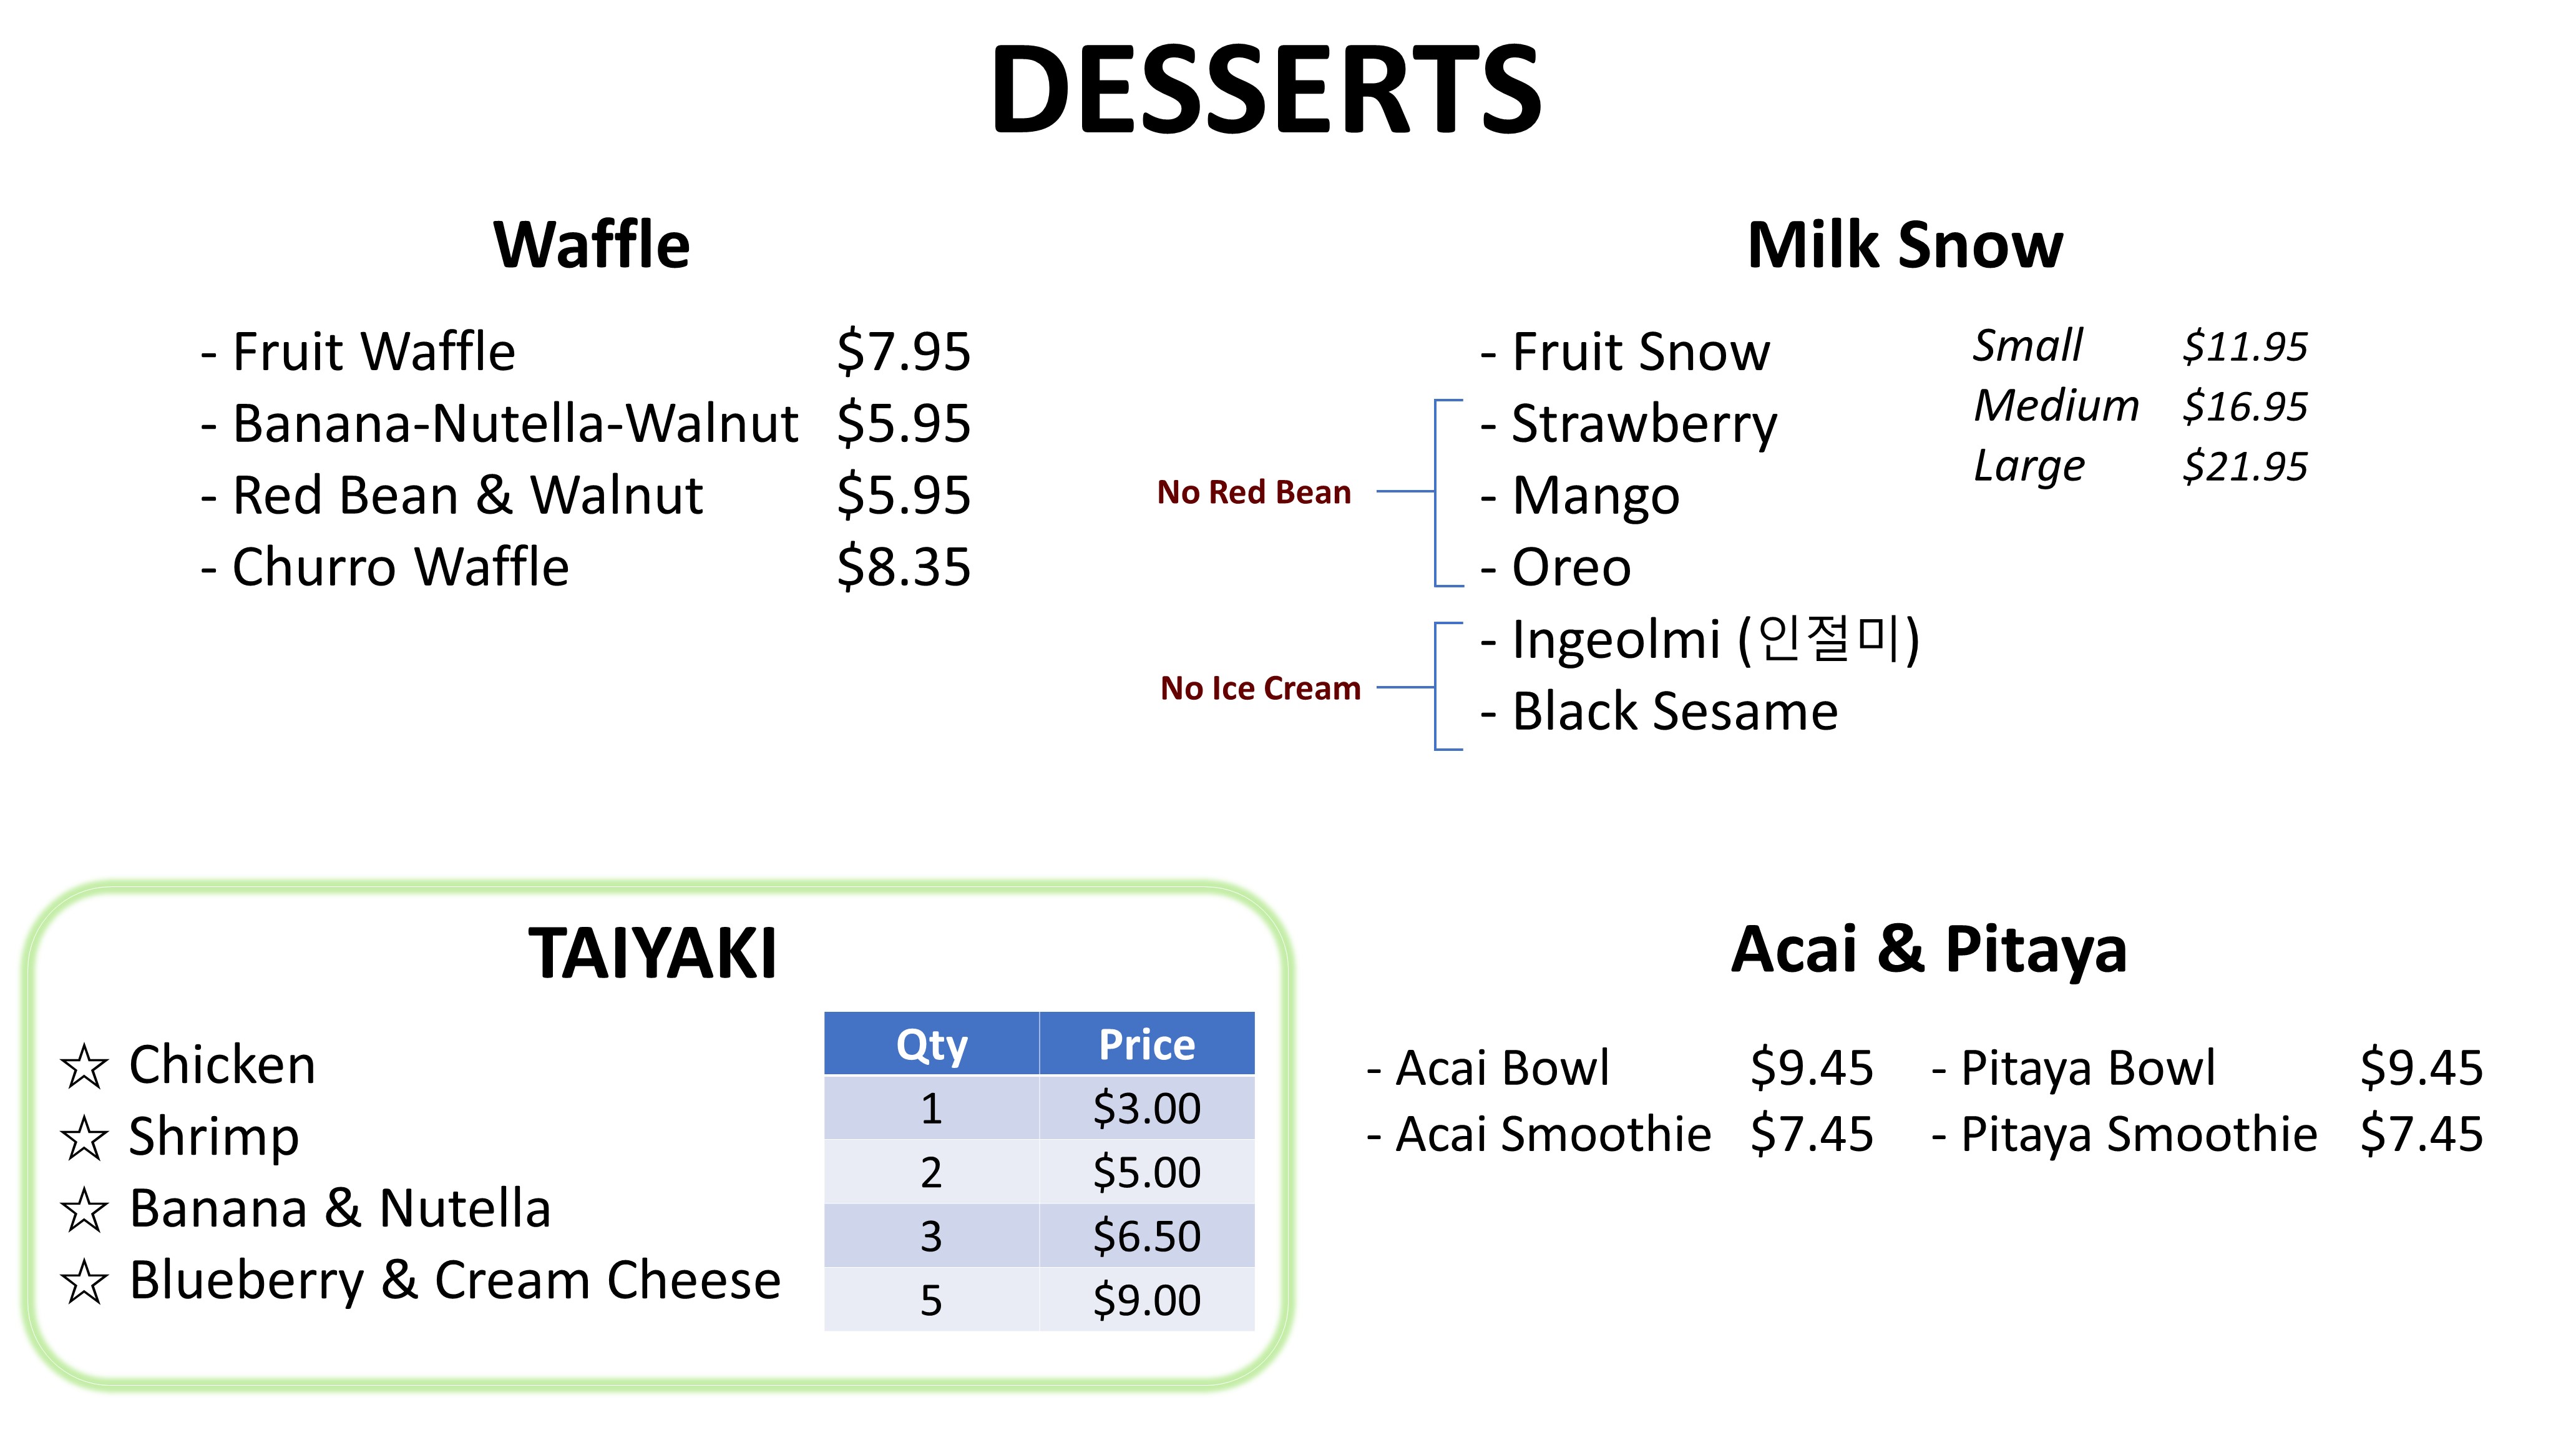 DESSERTS
Waffle
- Fruit Waffle $7.95
- Banana-Nutella-Walnut $5.95
- Red Bean & Walnut $5.95
- Churro Waffle $8.35
Milk Snow
- Fruit Snow
- Strawberry
- Mango
- Oreo
- Ingeolmi (인절미)
- Black Sesame
Small $11.95
Medium $16.95
Large $21.95
No Red Bean
No Ice Cream
TAIYAKI
☆ Chicken
☆ Shrimp
☆ Banana & Nutella
☆ Blueberry & Cream Cheese
Qty Price
1 $3.00
2 $5.00
3 $6.50
5 $9.00
Acai & Pitaya
- Acai Bowl $9.45 - Pitaya Bowl $9.45
- Acai Smoothie $7.45 - Pitaya Smoothie $7.45